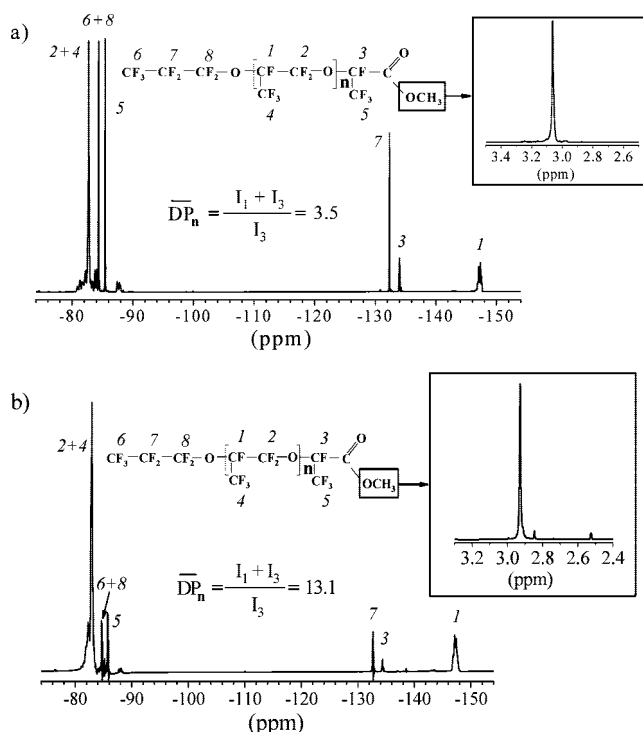 a)
6+8
2+4
5
6 7 8 1 2 3
CF₃-CF₂-CF₂-O-[CF-CF₂-O]n-CF-C=O
CF₃ CF₃ OCH₃
4 5
7
3
1
DPn = (I₁ + I₃) / I₃ = 3.5
3.4 3.2 3.0 2.8 2.6
(ppm)
-80 -90 -100 -110 -120 -130 -140 -150
(ppm)
b)
2+4
6+8
5
6 7 8 1 2 3
CF₃-CF₂-CF₂-O-[CF-CF₂-O]n-CF-C=O
CF₃ CF₃ OCH₃
4 5
7
3
1
DPn = (I₁ + I₃) / I₃ = 13.1
3.2 3.0 2.8 2.6 2.4
(ppm)
-80 -90 -100 -110 -120 -130 -140 -150
(ppm)